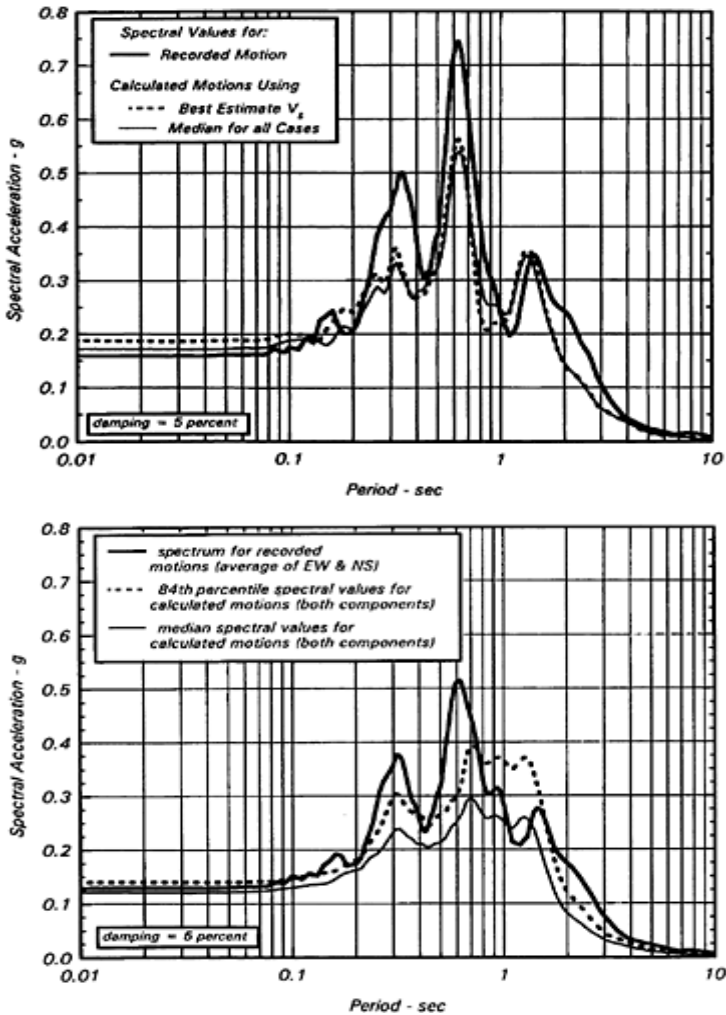 0.8
Spectral Values for:
Recorded Motion
Calculated Motions Using
Best Estimate Vs
Median for all Cases
0.7
0.6
0.5
0.4
0.3
0.2
0.1
0.0
Spectral Acceleration - g
damping = 5 percent
0.01
0.1
1
10
Period - sec
0.8
spectrum for recorded
motions (average of EW & NS)
84th percentile spectral values for
calculated motions (both components)
median spectral values for
calculated motions (both components)
0.7
0.6
0.5
0.4
0.3
0.2
0.1
0.0
Spectral Acceleration - g
damping = 5 percent
0.01
0.1
1
10
Period - sec